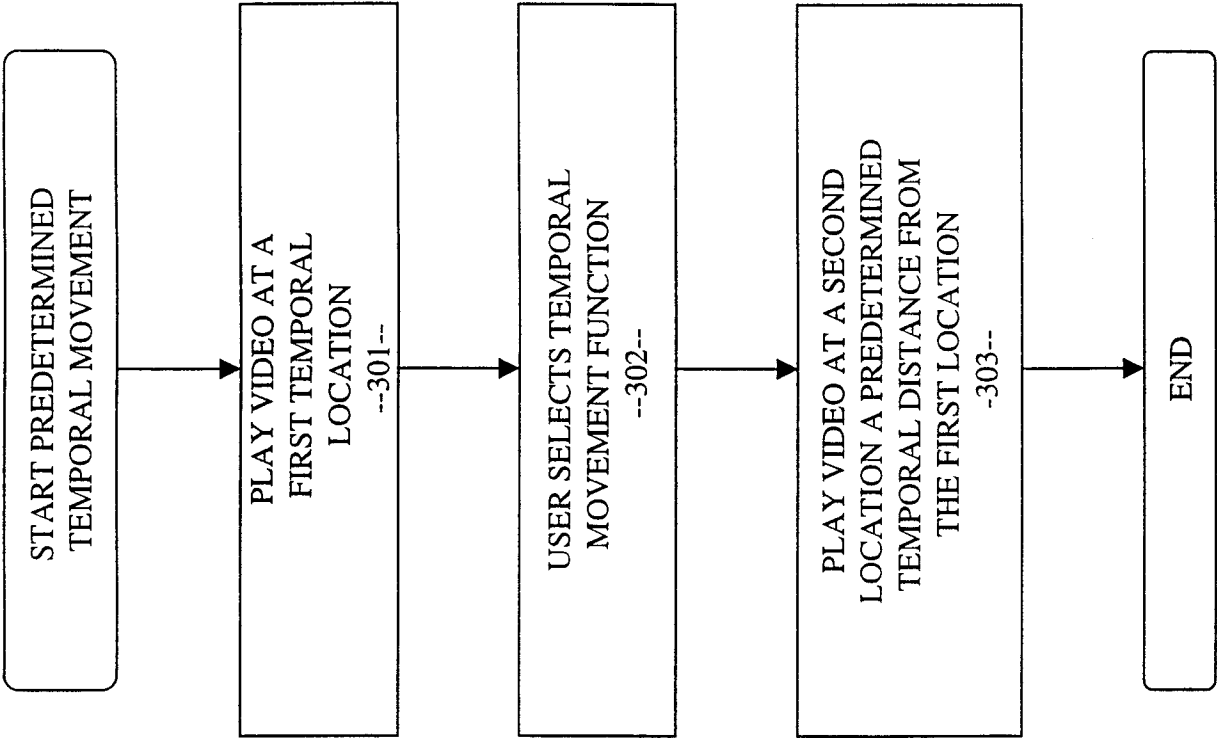 START PREDETERMINED
TEMPORAL MOVEMENT
PLAY VIDEO AT A
FIRST TEMPORAL
LOCATION
--301--
USER SELECTS TEMPORAL
MOVEMENT FUNCTION
--302--
PLAY VIDEO AT A SECOND
LOCATION A PREDETERMINED
TEMPORAL DISTANCE FROM
THE FIRST LOCATION
-303--
END